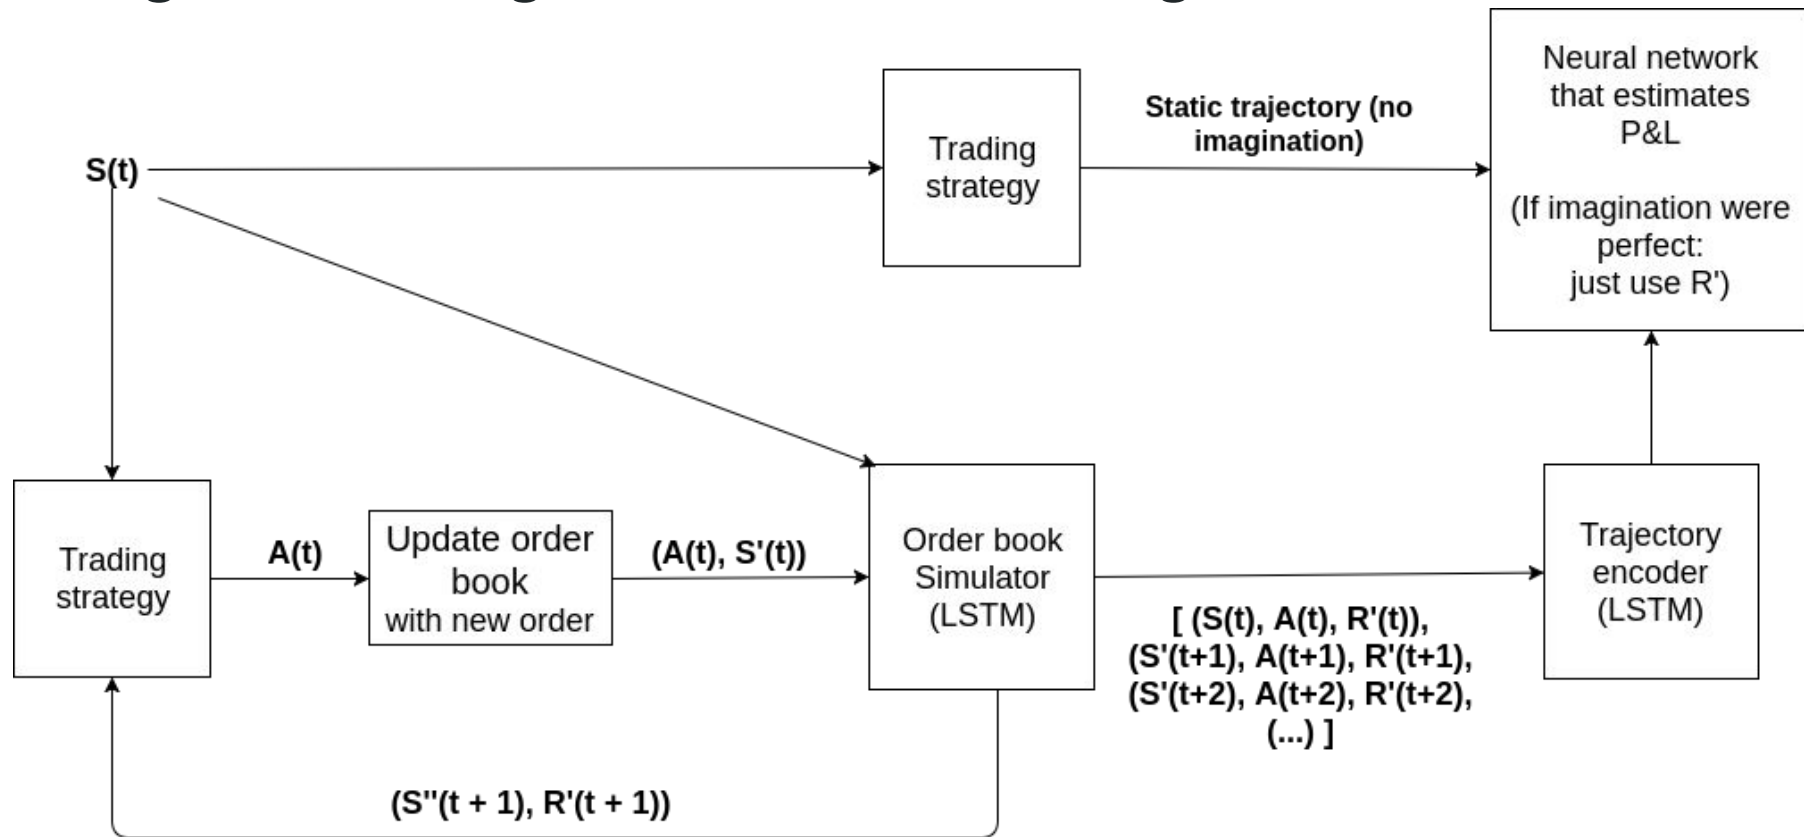 Neural network
that estimates
P&L
(If imagination were
perfect:
just use R')
Static trajectory (no
imagination)
Trading
strategy
S(t)
Trading
strategy
A(t)
Update order
book
with new order
(A(t), S'(t))
Order book
Simulator
(LSTM)
[ (S(t), A(t), R'(t)),
(S'(t+1), A(t+1), R'(t+1),
(S'(t+2), A(t+2), R'(t+2),
(...) ]
Trajectory
encoder
(LSTM)
(S''(t + 1), R'(t + 1))